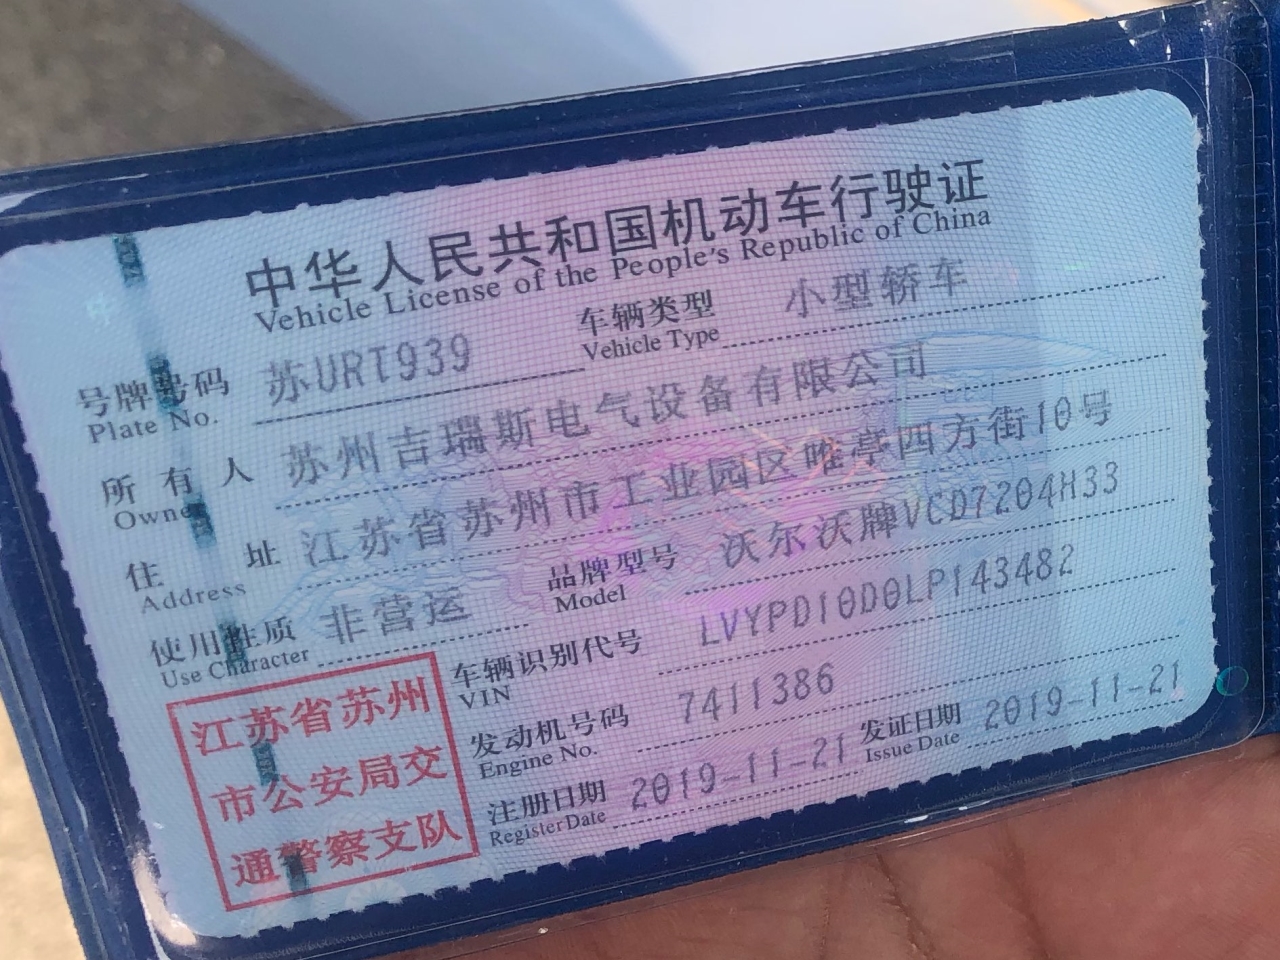 中华人民共和国机动车行驶证
Vehicle License of the People's Republic of China
号牌号码 苏URT939 车辆类型 小型轿车
Plate No. Vehicle Type
所有人 苏州吉瑞斯电气设备有限公司
Owner
住址 江苏省苏州市工业园区唯亭四方街10号
Address
使用性质 非营运 品牌型号 沃尔沃牌VCD7204H33
Use Character Model
车辆识别代号 LVYPD10D0LP143482
VIN
发动机号码 7411386
Engine No.
注册日期 2019-11-21 发证日期 2019-11-21
Register Date Issue Date
江苏省苏州
市公安局交
通警察支队